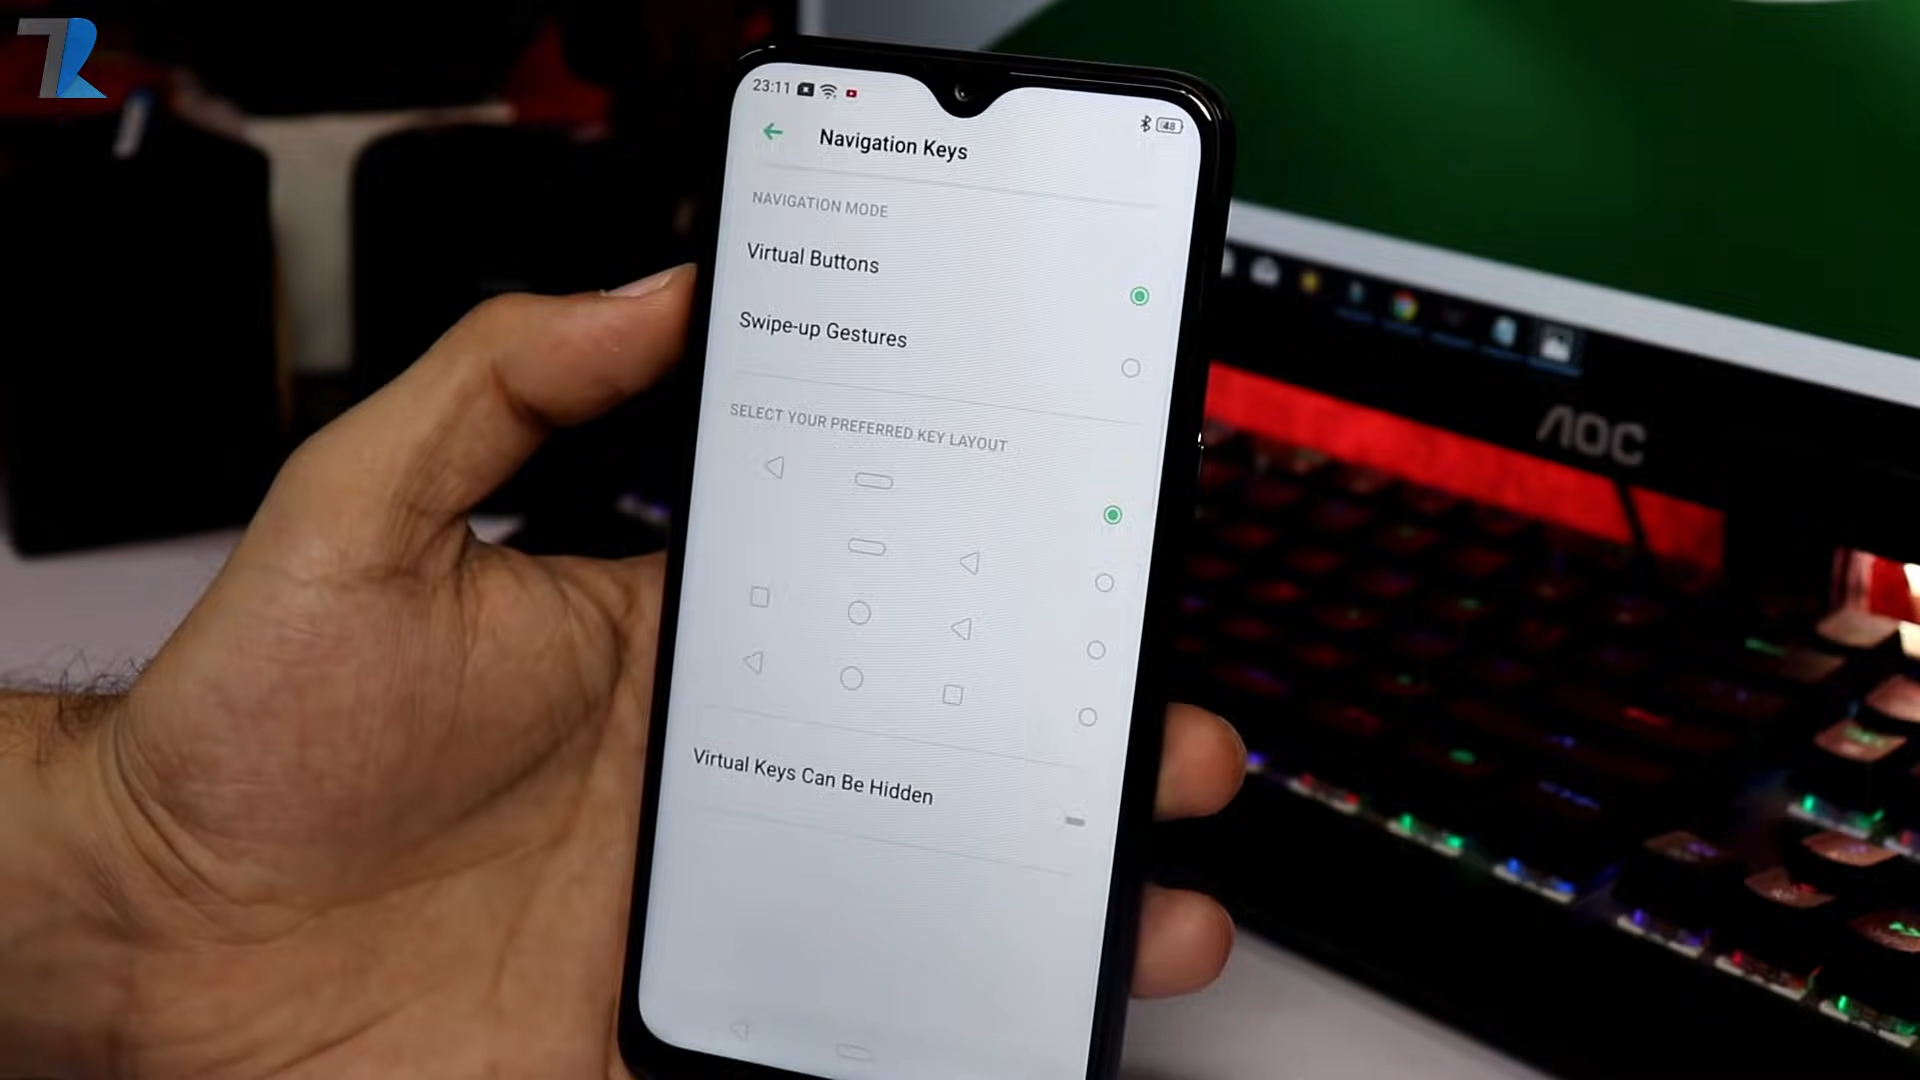 23:11
48
Navigation Keys
NAVIGATION MODE
Virtual Buttons
Swipe-up Gestures
SELECT YOUR PREFERRED KEY LAYOUT
Virtual Keys Can Be Hidden
AOC